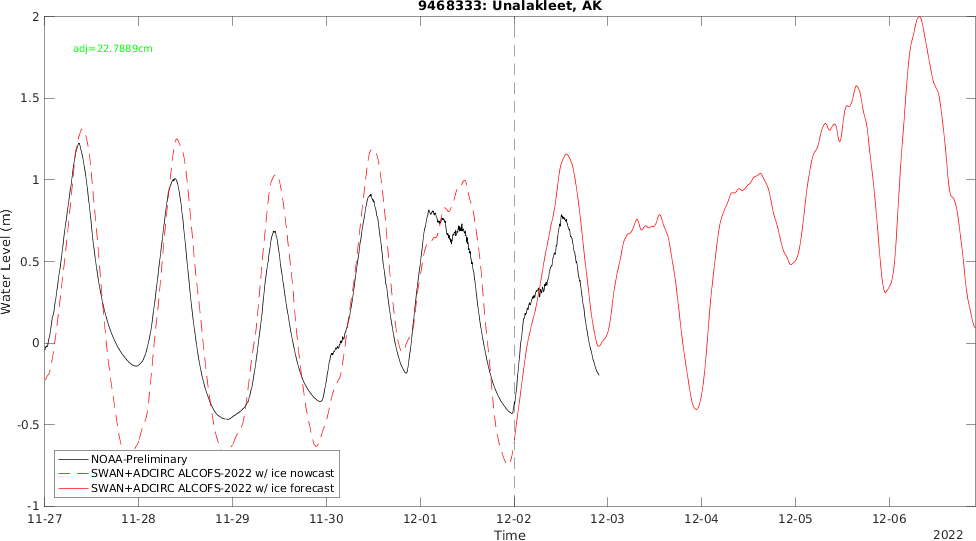 9468333: Unalakleet, AK
adj=22.7889cm
2
1.5
1
0.5
0
-0.5
-1
Water Level (m)
NOAA-Preliminary
SWAN+ADCIRC ALCOFS-2022 w/ ice nowcast
SWAN+ADCIRC ALCOFS-2022 w/ ice forecast
11-27 11-28 11-29 11-30 12-01 12-02 12-03 12-04 12-05 12-06
Time
2022